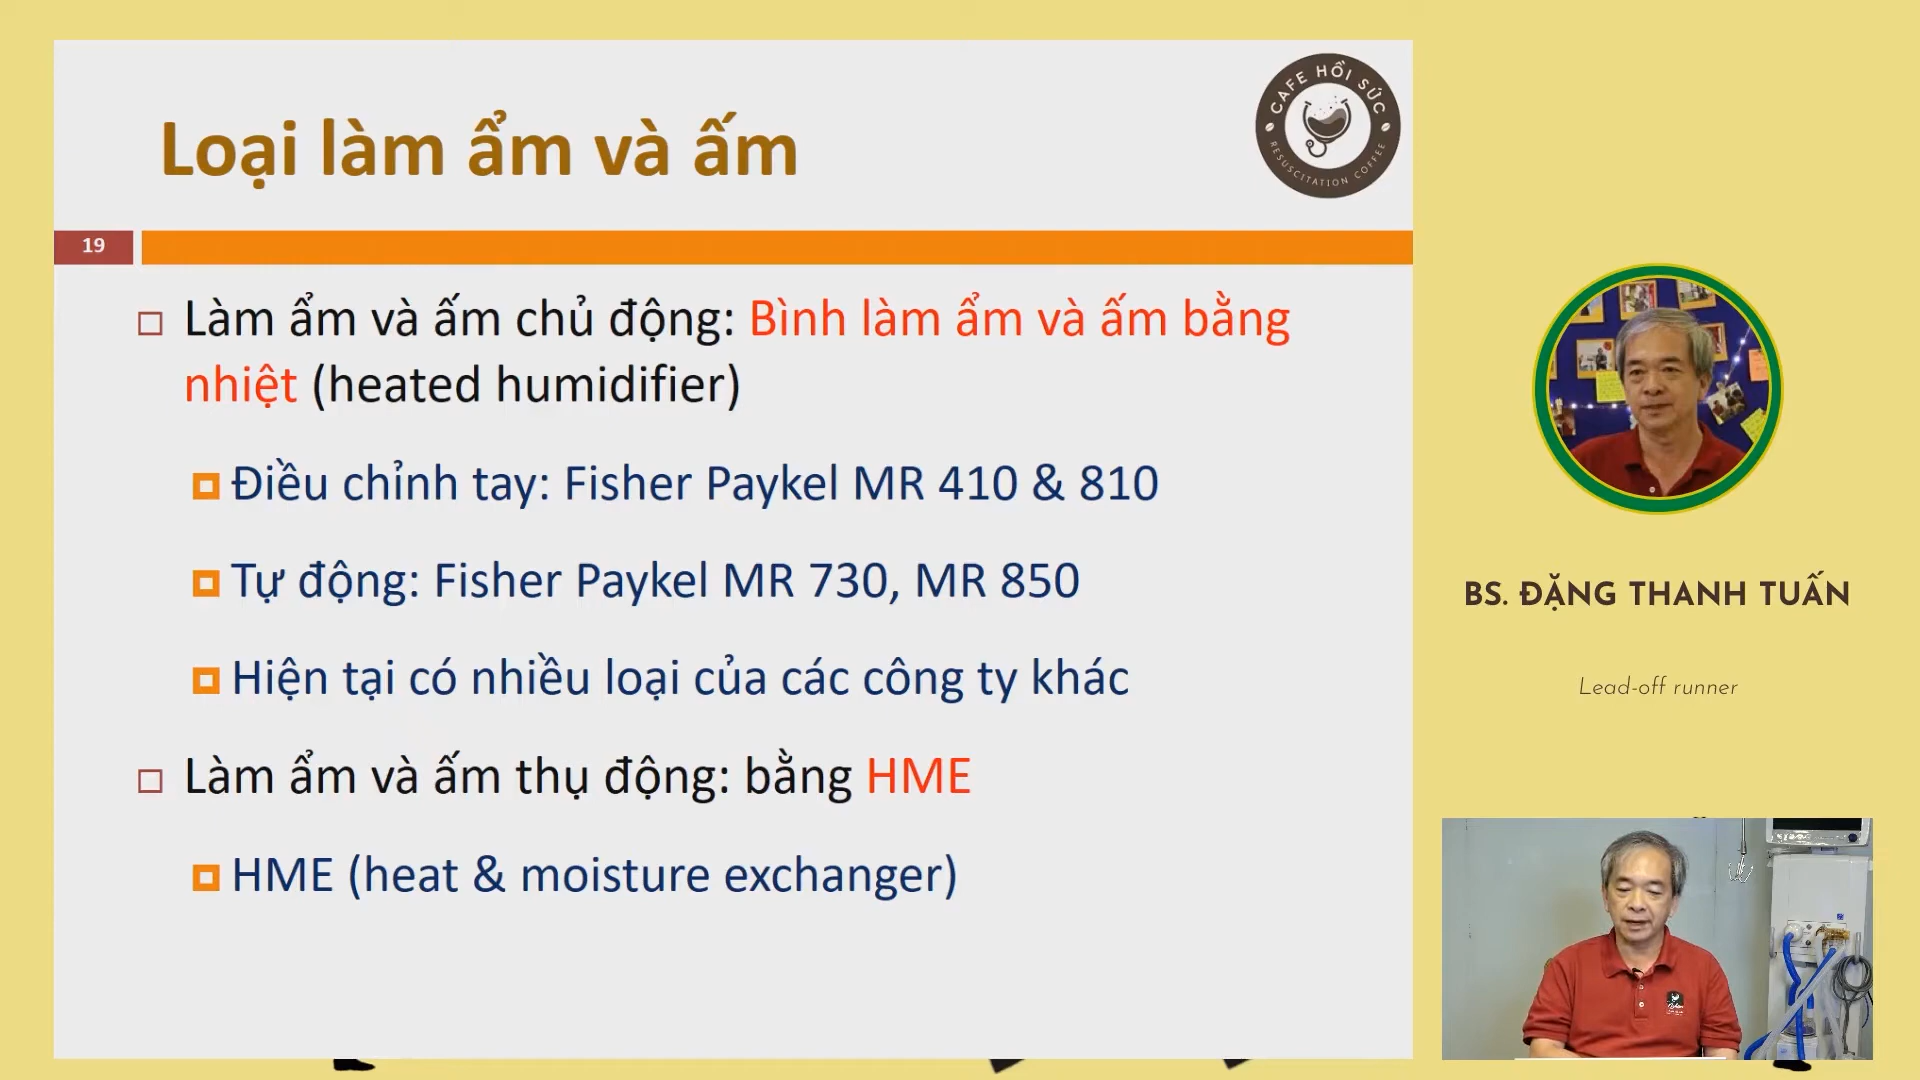 CAFE HỒI SỨC
RESUSCITATION COFFEE
Loại làm ẩm và ấm
19
Làm ẩm và ấm chủ động: Bình làm ẩm và ấm bằng
nhiệt (heated humidifier)
Điều chỉnh tay: Fisher Paykel MR 410 & 810
Tự động: Fisher Paykel MR 730, MR 850
Hiện tại có nhiều loại của các công ty khác
Làm ẩm và ấm thụ động: bằng HME
HME (heat & moisture exchanger)
BS. ĐẶNG THANH TUẤN
Lead-off runner